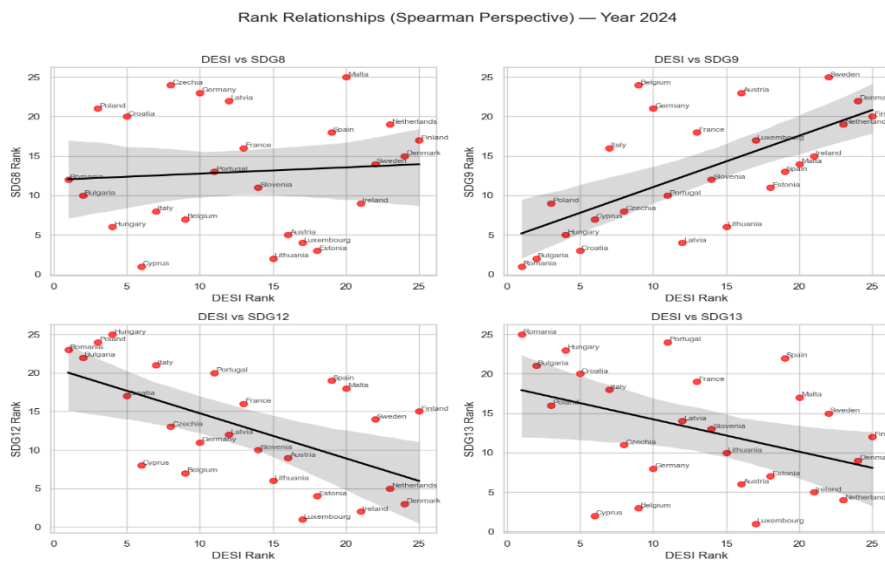 Rank Relationships (Spearman Perspective) — Year 2024
DESI vs SDG8
SDG8 Rank
25
20
15
10
5
0
Malta
Czechia
Germany
Latvia
Poland
Croatia
Netherlands
Spain
Finland
France
Denmark
Sweden
Portugal
Romania
Slovenia
Bulgaria
Ireland
Italy
Belgium
Hungary
Austria
Luxembourg
Estonia
Lithuania
Cyprus
0 5 10 15 20 25
DESI Rank
DESI vs SDG9
SDG9 Rank
25
20
15
10
5
0
Sweden
Belgium
Austria
Denma
Germany
Fin
Netherlands
France
Luxembourg
Italy
Ireland
Malta
Spain
Slovenia
Estonia
Portugal
Poland
Czechia
Cyprus
Lithuania
Hungary
Latvia
Croatia
Bulgaria
Romania
0 5 10 15 20 25
DESI Rank
DESI vs SDG12
SDG12 Rank
25
20
15
10
5
0
Hungary
Poland
Romania
Bulgaria
Italy
Portugal
Spain
Malta
Croatia
France
Finland
Sweden
Czechia
Latvia
Germany
Slovenia
Austria
Cyprus
Belgium
Lithuania
Netherlands
Estonia
Denmark
Ireland
Luxembourg
0 5 10 15 20 25
DESI Rank
DESI vs SDG13
SDG13 Rank
25
20
15
10
5
0
Romania
Portugal
Hungary
Spain
Bulgaria
Croatia
France
Italy
Malta
Poland
Sweden
Latvia
Slovenia
Fin
Czechia
Lithuania
Denma
Germany
Estonia
Austria
Ireland
Netherland
Belgium
Cyprus
Luxembourg
0 5 10 15 20 25
DESI Rank